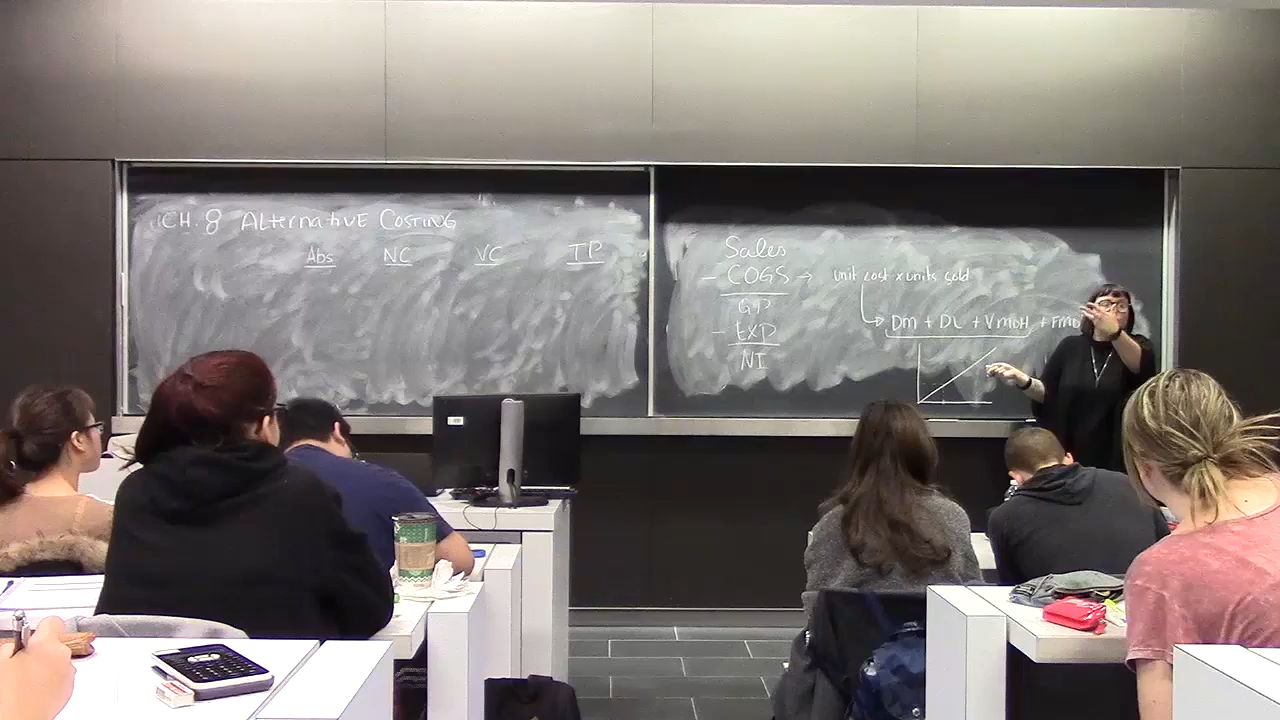 CH. 8 Alternative Costing
Abs NC VC TP
Sales
- COGS → unit cost x units sold
GP
- EXP
NI
DM + DL + VMOH + FMO